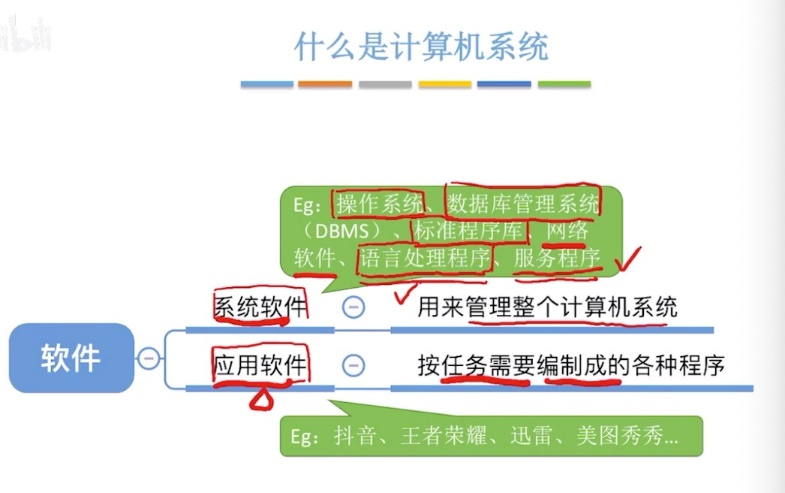 什么是计算机系统
Eg：操作系统、数据库管理系统
（DBMS）、标准程序库、网络
软件、语言处理程序、服务程序
系统软件
用来管理整个计算机系统
软件
应用软件
按任务需要编制成的各种程序
Eg：抖音、王者荣耀、迅雷、美图秀秀...